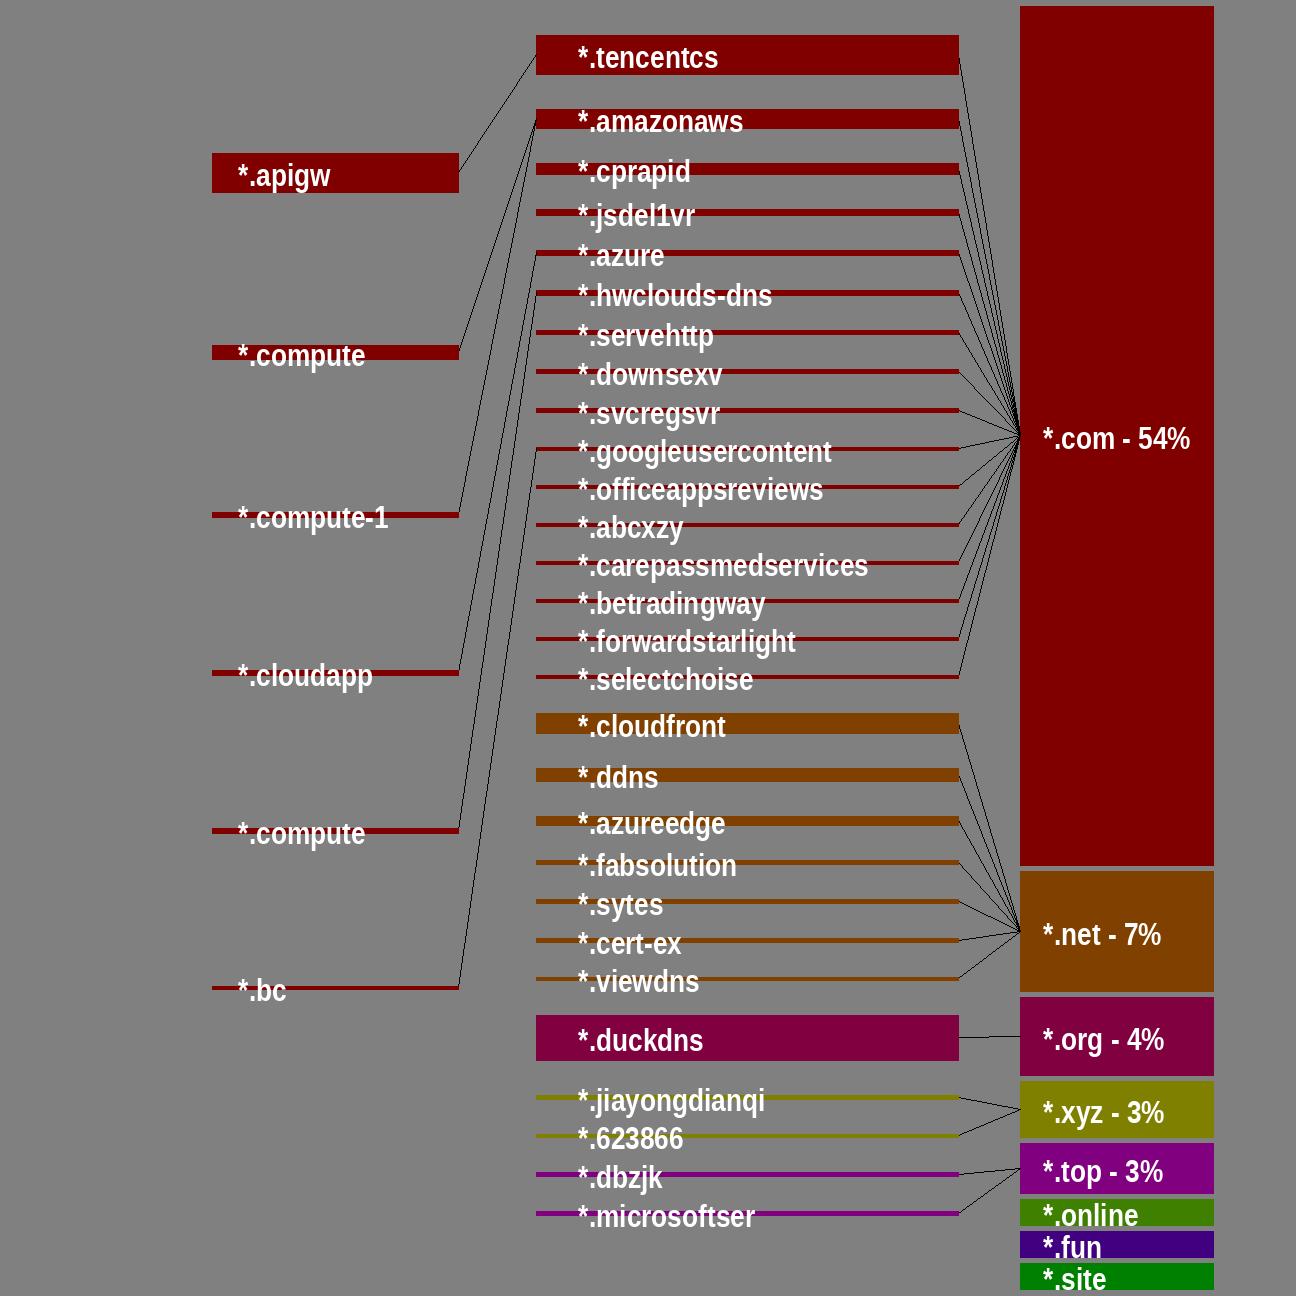 *.apigw
*.compute
*.compute-1
*.cloudapp
*.compute
*.bc
*.tencentcs
*.amazonaws
*.cprapid
*.jsdel1vr
*.azure
*.hwclouds-dns
*.servehttp
*.downsexv
*.svcregsvr
*.googleusercontent
*.officeappsreviews
*.abcxzy
*.carepassmedservices
*.betradingway
*.forwardstarlight
*.selectchoise
*.cloudfront
*.ddns
*.azureedge
*.fabsolution
*.sytes
*.cert-ex
*.viewdns
*.duckdns
*.jiayongdianqi
*.623866
*.dbzjk
*.microsoftser
*.com - 54%
*.net - 7%
*.org - 4%
*.xyz - 3%
*.top - 3%
*.online
*.fun
*.site